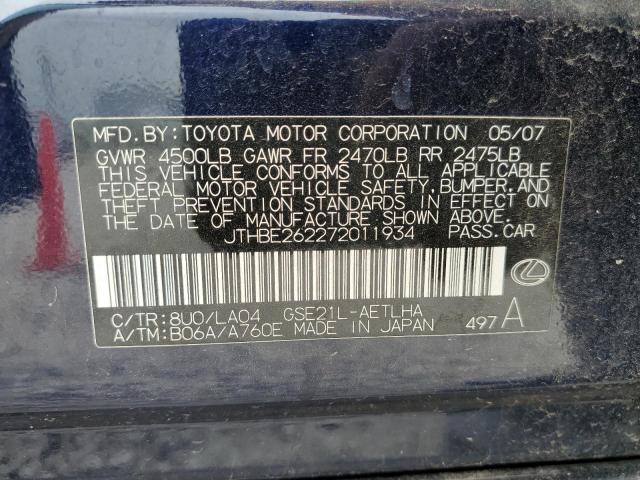 MFD. BY: TOYOTA MOTOR CORPORATION 05/07
GVWR 4500LB GAWR FR 2470LB RR 2475LB
THIS VEHICLE CONFORMS TO ALL APPLICABLE
FEDERAL MOTOR VEHICLE SAFETY, BUMPER, AND
THEFT PREVENTION STANDARDS IN EFFECT ON
THE DATE OF MANUFACTURE SHOWN ABOVE.
JTHBE262272011934 PASS. CAR
C/TR: 8U0/LA04 GSE21L-AETLHA
A/TM: B06A/A760E MADE IN JAPAN 497 A